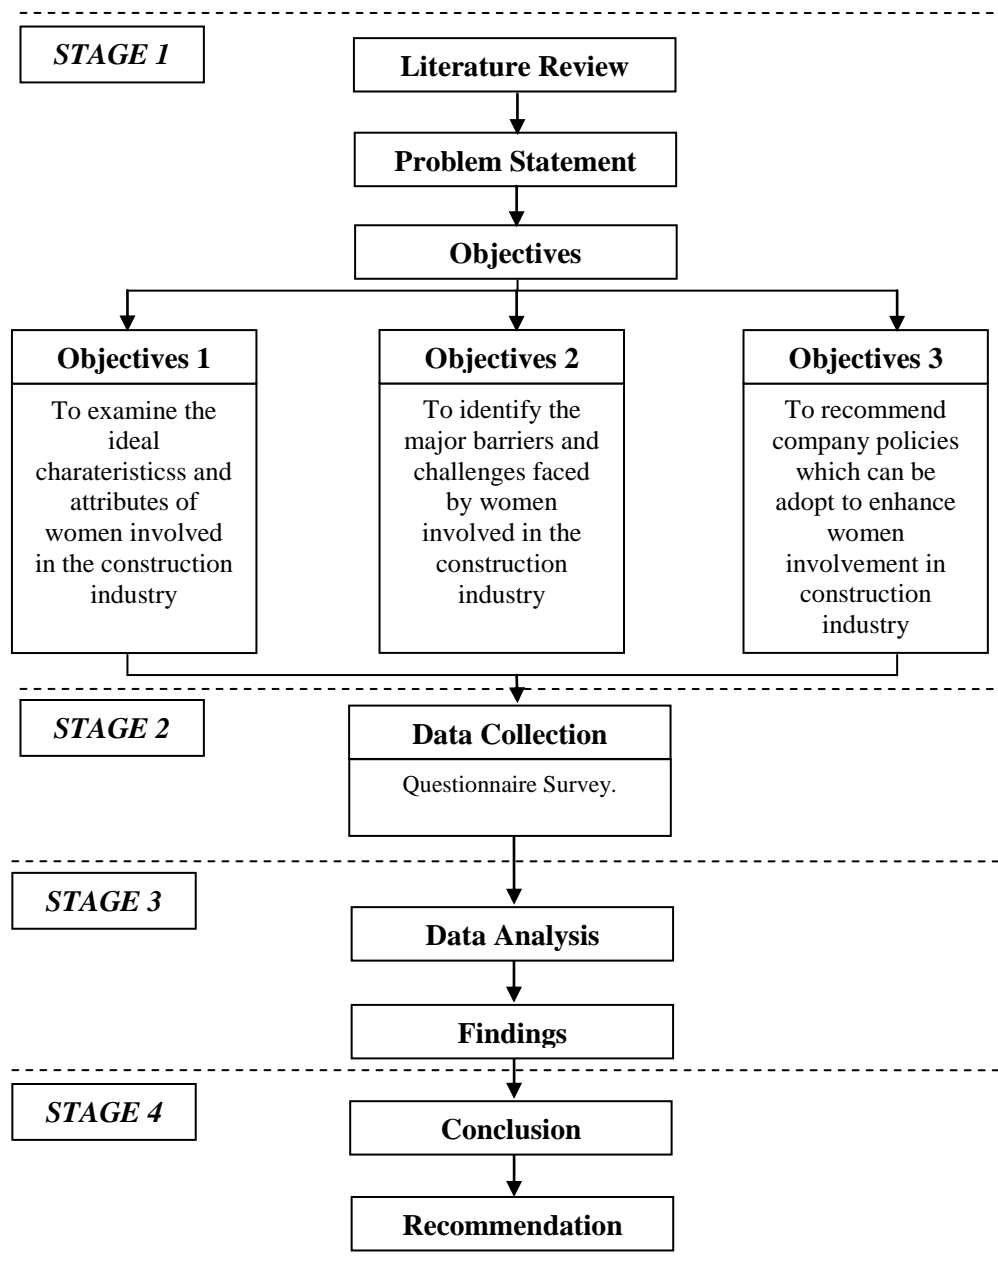 STAGE 1
Literature Review
Problem Statement
Objectives
Objectives 1
To examine the
ideal
charateristicss and
attributes of
women involved
in the construction
industry
Objectives 2
To identify the
major barriers and
challenges faced
by women
involved in the
construction
industry
Objectives 3
To recommend
company policies
which can be
adopt to enhance
women
involvement in
construction
industry
STAGE 2
Data Collection
Questionnaire Survey.
STAGE 3
Data Analysis
Findings
STAGE 4
Conclusion
Recommendation